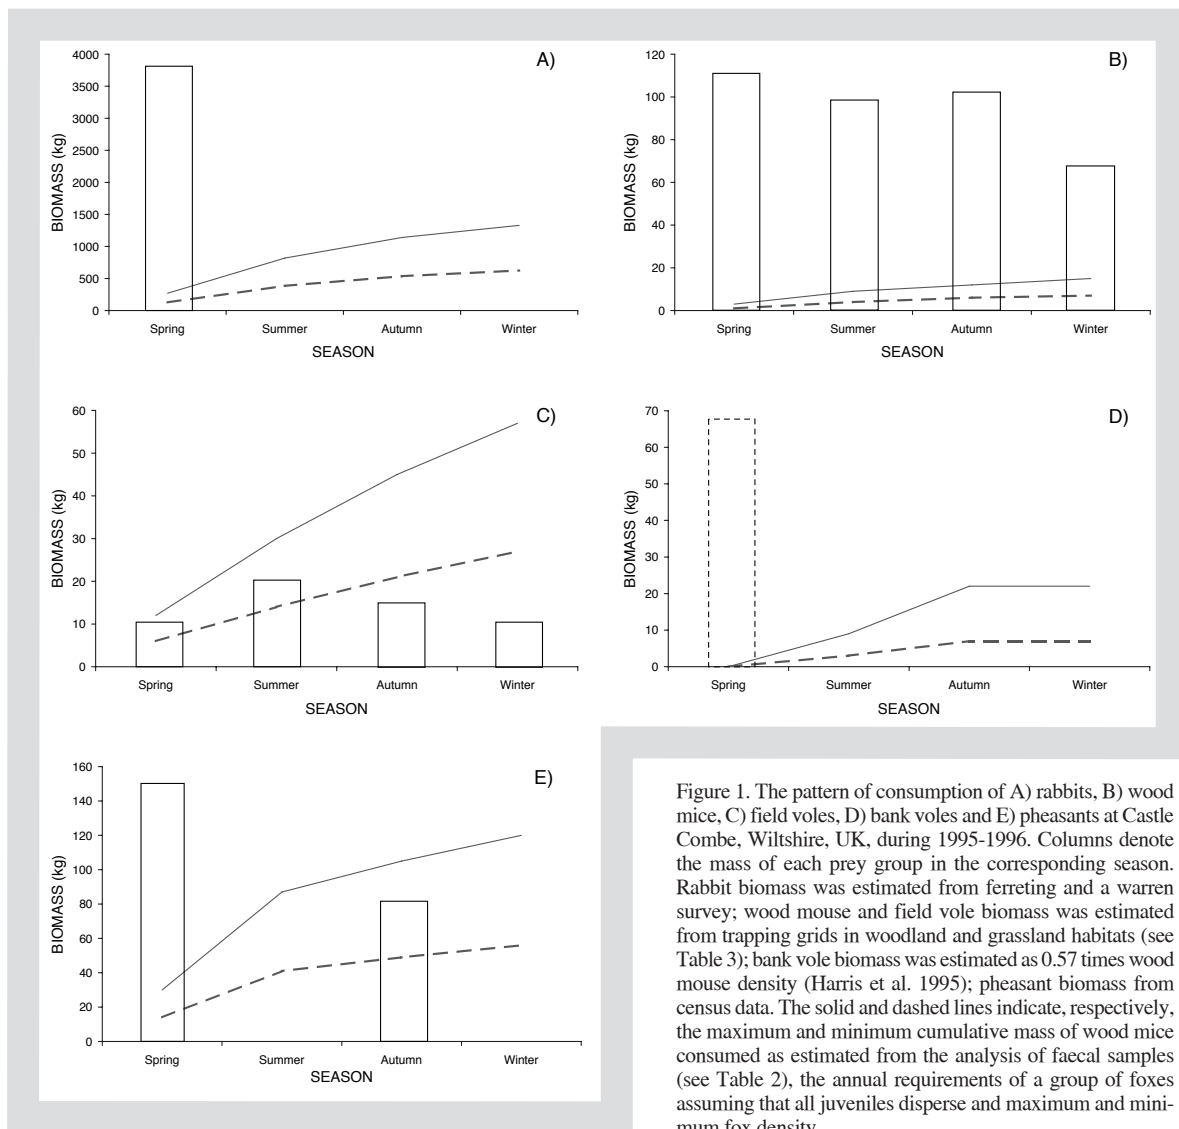 A)
4000
3500
3000
2500
2000
1500
1000
500
0
BIOMASS (kg)
Spring Summer Autumn Winter
SEASON
B)
120
100
80
60
40
20
0
BIOMASS (kg)
Spring Summer Autumn Winter
SEASON
C)
60
50
40
30
20
10
0
BIOMASS (kg)
Spring Summer Autumn Winter
SEASON
D)
70
60
50
40
30
20
10
0
BIOMASS (kg)
Spring Summer Autumn Winter
SEASON
E)
160
140
120
100
80
60
40
20
0
BIOMASS (kg)
Spring Summer Autumn Winter
SEASON
Figure 1. The pattern of consumption of A) rabbits, B) wood
mice, C) field voles, D) bank voles and E) pheasants at Castle
Combe, Wiltshire, UK, during 1995-1996. Columns denote
the mass of each prey group in the corresponding season.
Rabbit biomass was estimated from ferreting and a warren
survey; wood mouse and field vole biomass was estimated
from trapping grids in woodland and grassland habitats (see
Table 3); bank vole biomass was estimated as 0.57 times wood
mouse density (Harris et al. 1995); pheasant biomass from
census data. The solid and dashed lines indicate, respectively,
the maximum and minimum cumulative mass of wood mice
consumed as estimated from the analysis of faecal samples
(see Table 2), the annual requirements of a group of foxes
assuming that all juveniles disperse and maximum and mini-
mum fox density.